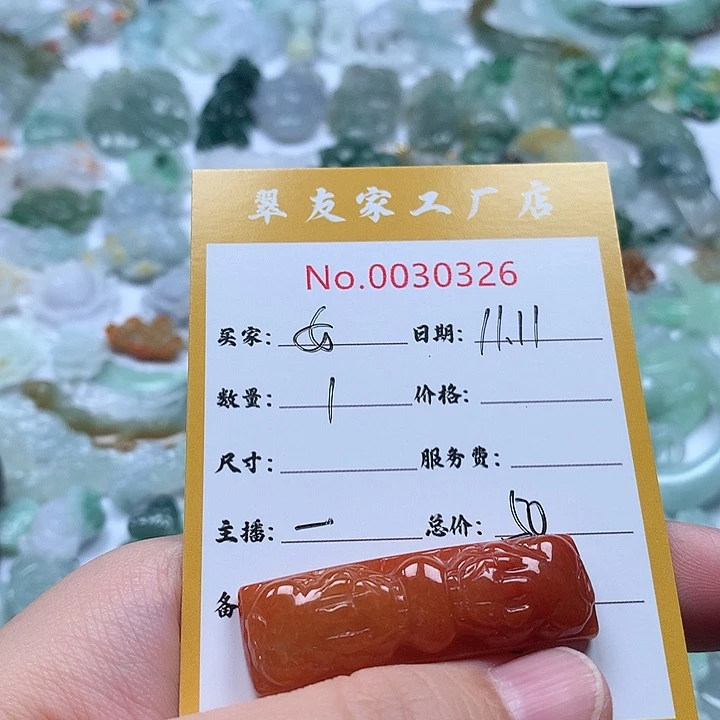 翠友家工厂店
No.0030326
买家: 日期: 11.11
数量: 1 价格:
尺寸: 服务费:
主播: 一 总价:
备